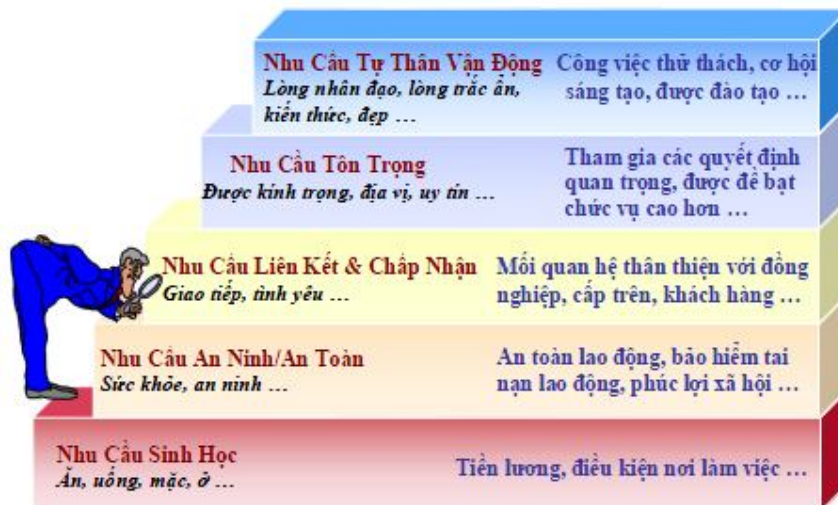 Nhu Cầu Tự Thân Vận Động
Lòng nhân đạo, lòng trắc ẩn,
kiến thức, đẹp …
Công việc thử thách, cơ hội
sáng tạo, được đào tạo …
Nhu Cầu Tôn Trọng
Được kính trọng, địa vị, uy tín …
Tham gia các quyết định
quan trọng, được đề bạt
chức vụ cao hơn …
Nhu Cầu Liên Kết & Chấp Nhận
Giao tiếp, tình yêu …
Mối quan hệ thân thiện với đồng
nghiệp, cấp trên, khách hàng …
Nhu Cầu An Ninh/An Toàn
Sức khỏe, an ninh …
An toàn lao động, bảo hiểm tai
nạn lao động, phúc lợi xã hội …
Nhu Cầu Sinh Học
Ăn, uống, mặc, ở …
Tiền lương, điều kiện nơi làm việc …